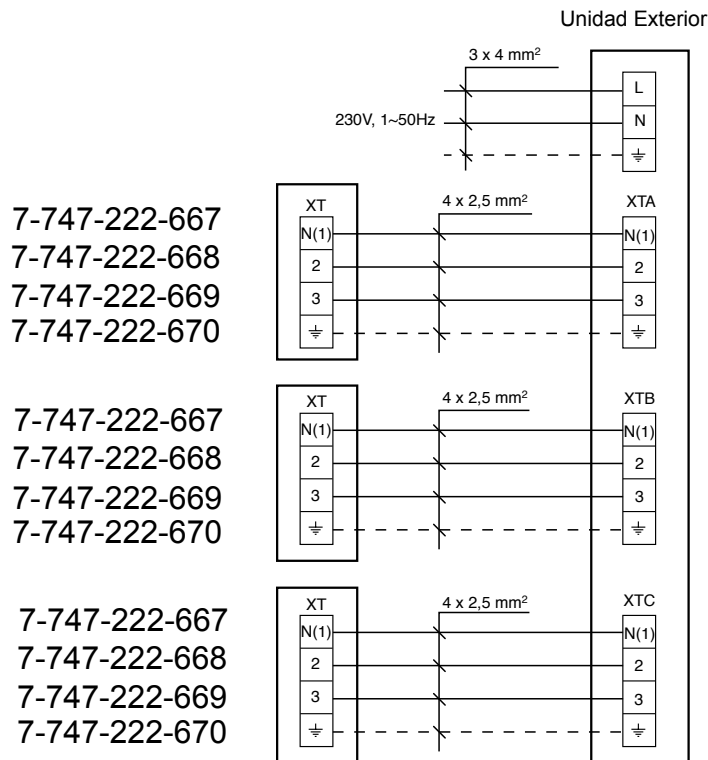 Unidad Exterior
3 x 4 mm²
L
230V, 1~50Hz
N
7-747-222-667
7-747-222-668
7-747-222-669
7-747-222-670
XT
4 x 2,5 mm²
XTA
N(1)
N(1)
2
2
3
3
7-747-222-667
7-747-222-668
7-747-222-669
7-747-222-670
XT
4 x 2,5 mm²
XTB
N(1)
N(1)
2
2
3
3
7-747-222-667
7-747-222-668
7-747-222-669
7-747-222-670
XT
4 x 2,5 mm²
XTC
N(1)
N(1)
2
2
3
3